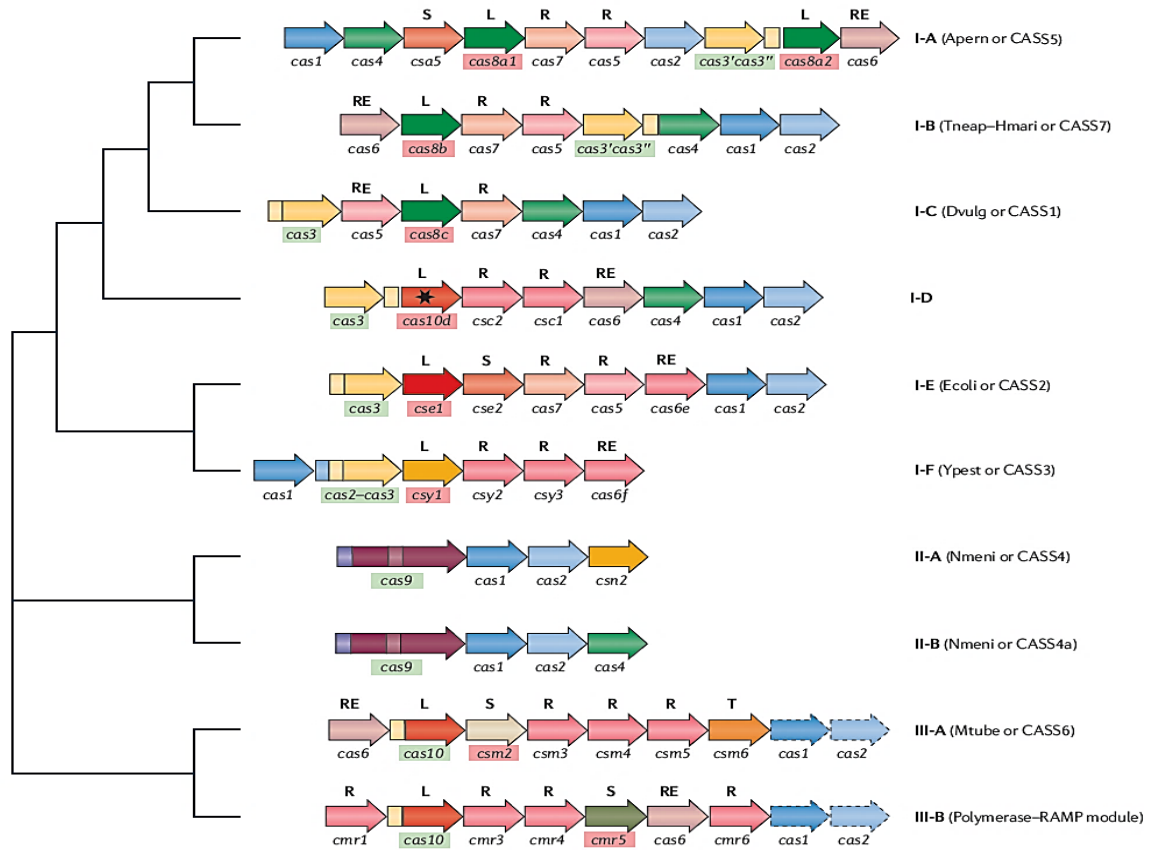 S L R R L RE
I-A (Apern or CASS5)
cas1 cas4 csa5 cas8a1 cas7 cas5 cas2 cas3′cas3″ cas8a2 cas6
RE L R R
I-B (Tneap–Hmari or CASS7)
cas6 cas8b cas7 cas5 cas3′cas3″ cas4 cas1 cas2
RE L R
I-C (Dvulg or CASS1)
cas3 cas5 cas8c cas7 cas4 cas1 cas2
L R R RE
I-D
cas3 cas10d csc2 csc1 cas6 cas4 cas1 cas2
L S R R RE
I-E (Ecoli or CASS2)
cas3 cse1 cse2 cas7 cas5 cas6e cas1 cas2
L R R RE
I-F (Ypest or CASS3)
cas1 cas2–cas3 csy1 csy2 csy3 cas6f
II-A (Nmeni or CASS4)
cas9 cas1 cas2 csn2
II-B (Nmeni or CASS4a)
cas9 cas1 cas2 cas4
RE L S R R R T
III-A (Mtube or CASS6)
cas6 cas10 csm2 csm3 csm4 csm5 csm6 cas1 cas2
R L R R S RE R
III-B (Polymerase–RAMP module)
cmr1 cas10 cmr3 cmr4 cmr5 cas6 cmr6 cas1 cas2